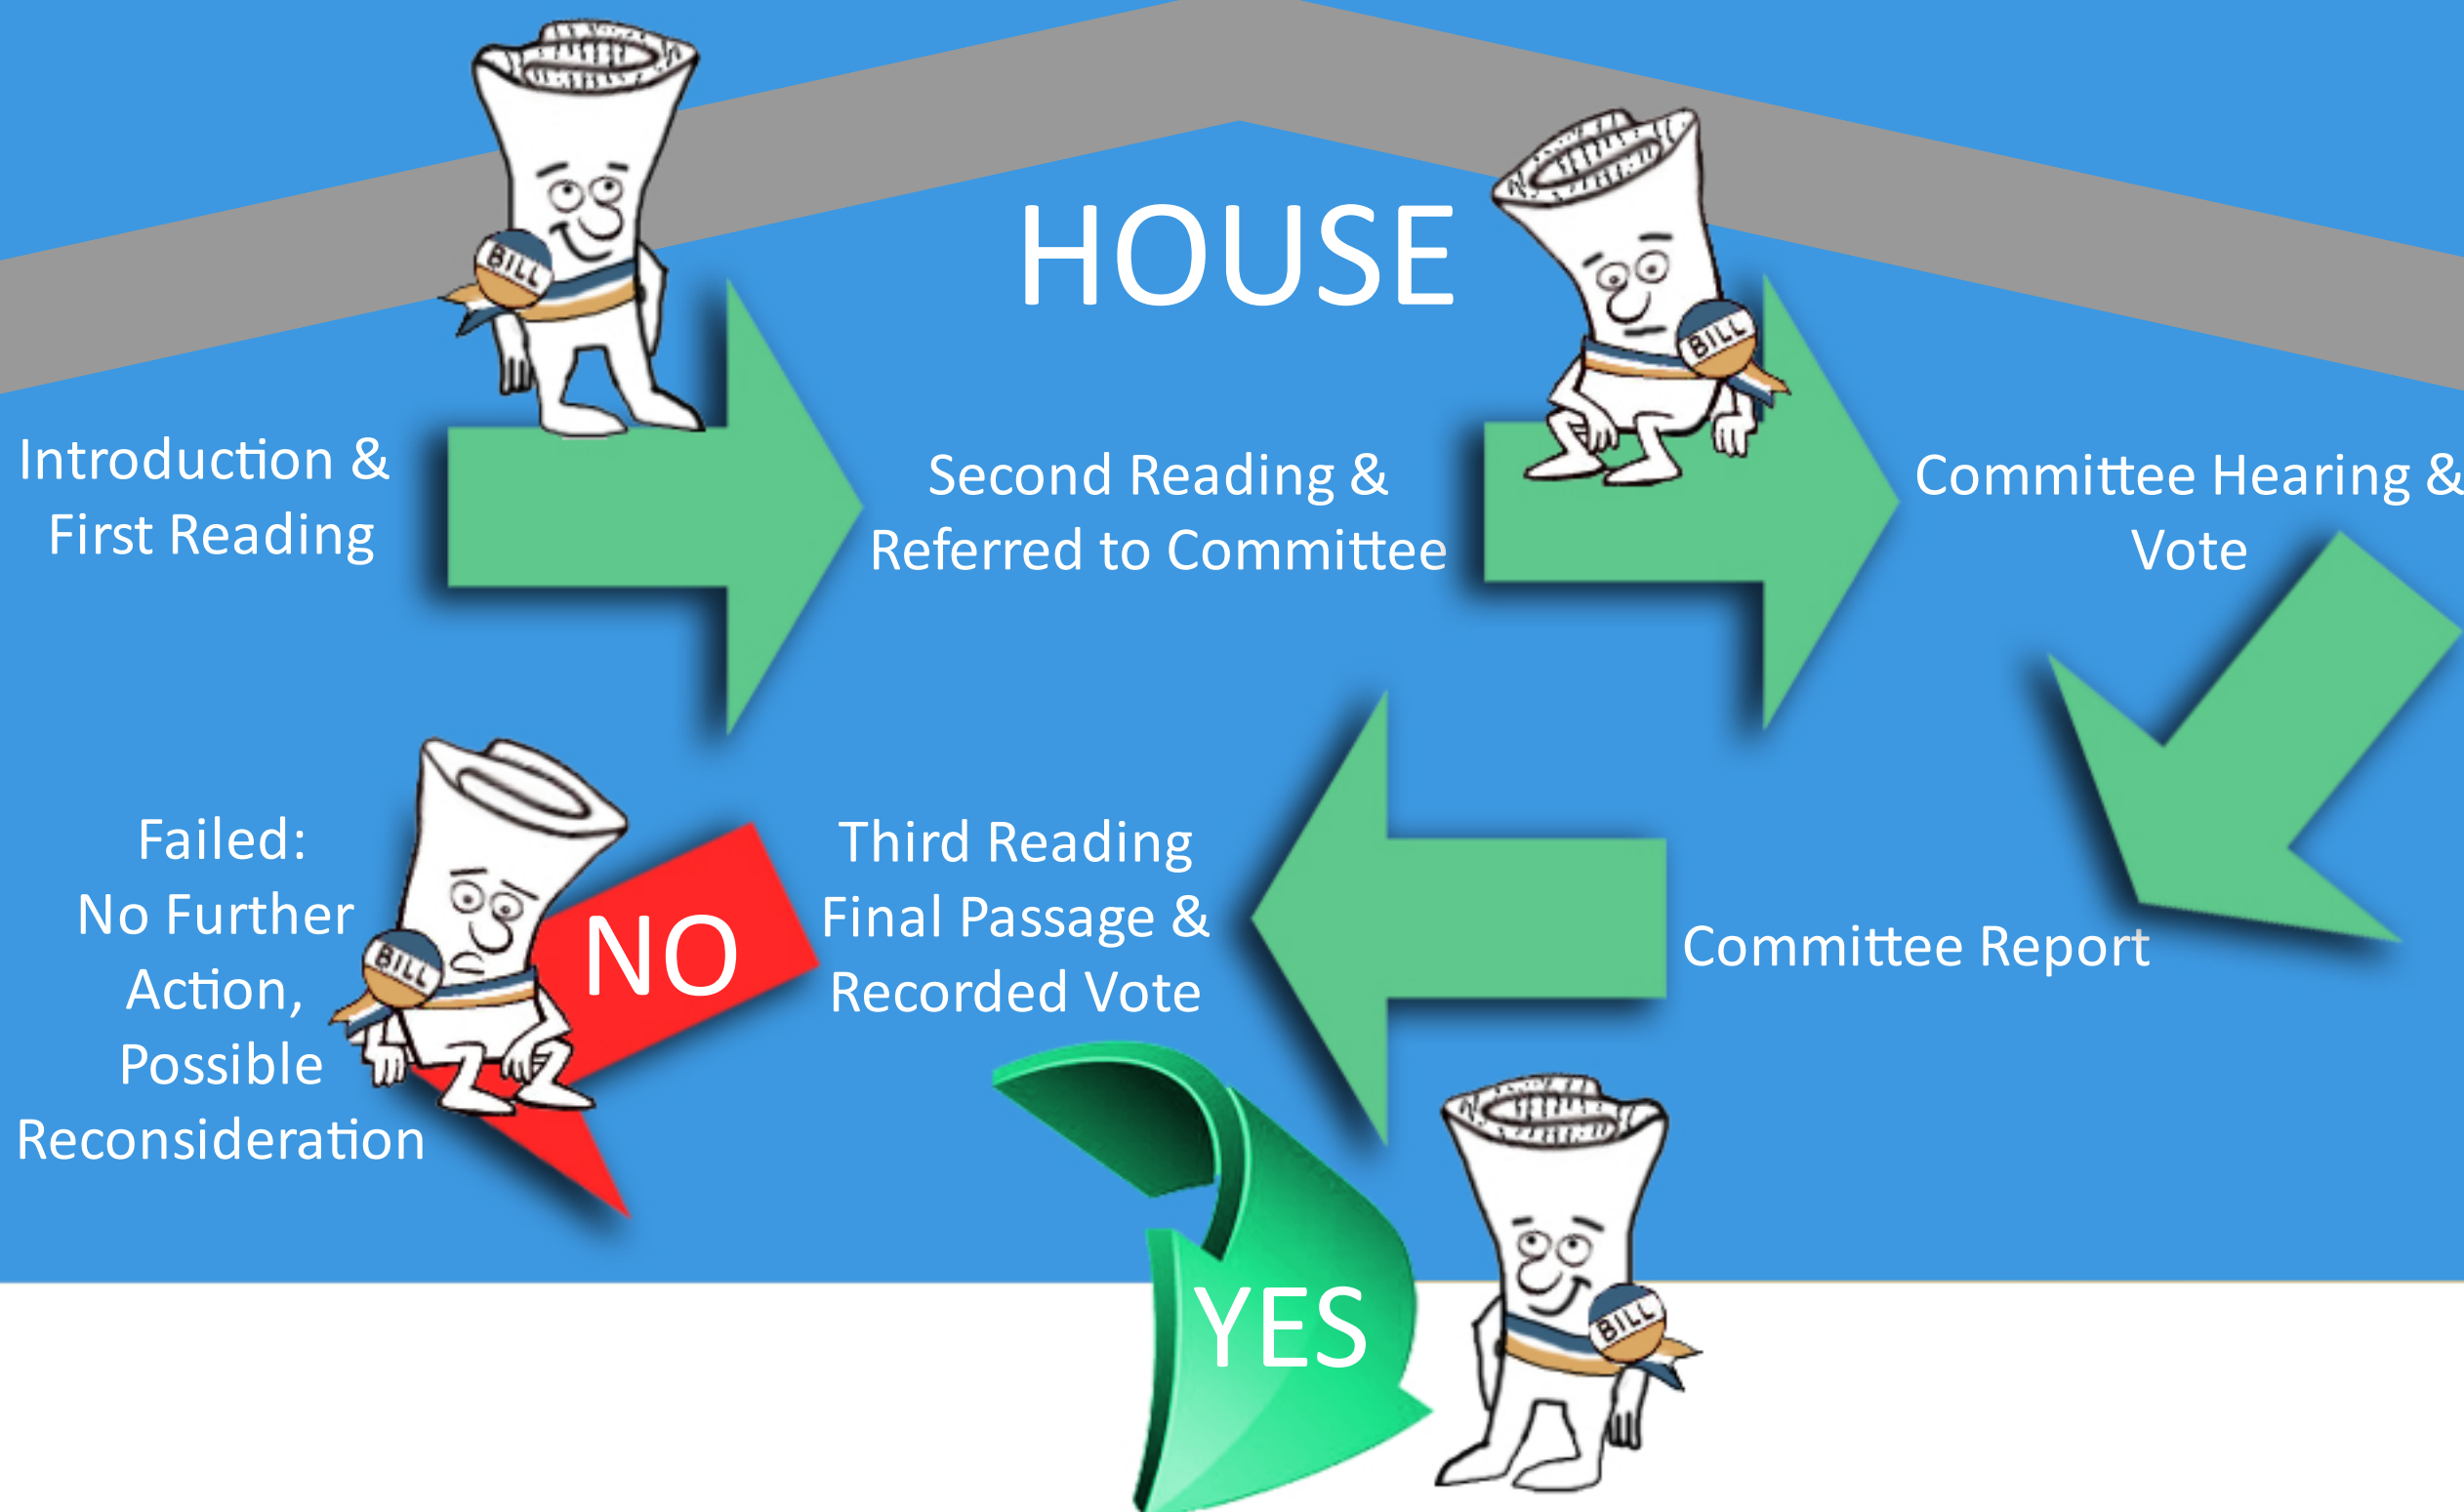 HOUSE
BILL
BILL
Introduction &
First Reading
Second Reading &
Referred to Committee
Committee Hearing &
Vote
Committee Report
Third Reading
Final Passage &
Recorded Vote
NO
BILL
Failed:
No Further
Action,
Possible
Reconsideration
YES
BILL